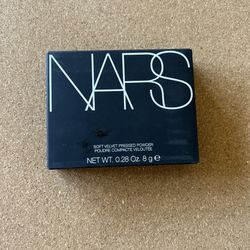 NARS
SOFT VELVET PRESSED POWDER
POUDRE COMPACTE VELOUTÉE
NET WT. 0.28 Oz. 8 g ℮